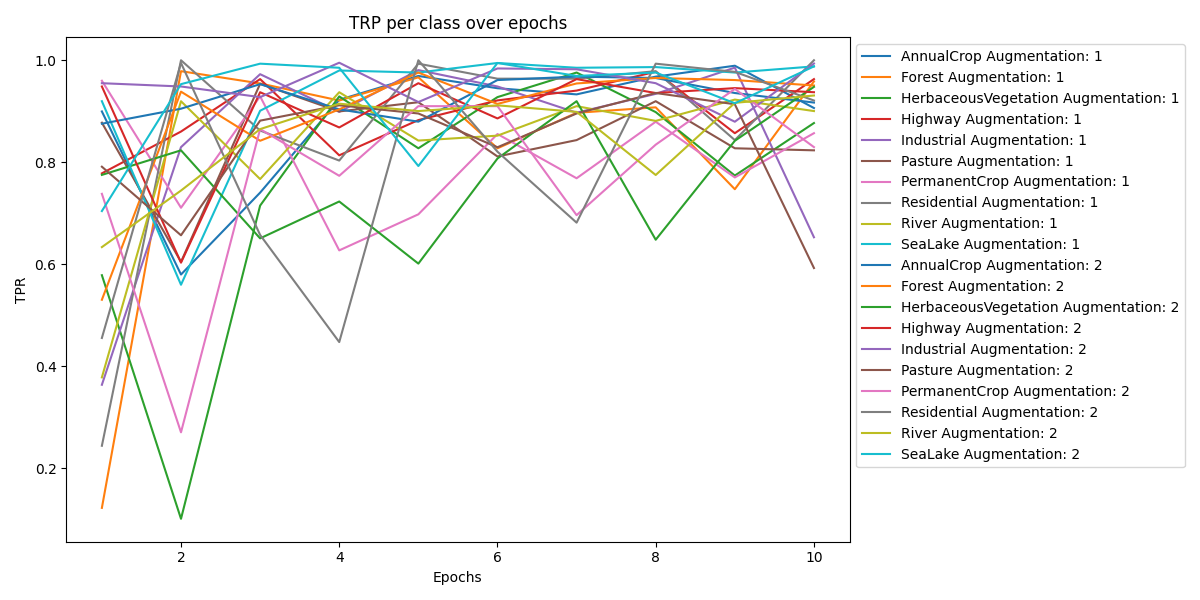 TRP per class over epochs
1.0
0.8
0.6
0.4
0.2
TPR
2
4
6
8
10
Epochs
AnnualCrop Augmentation: 1
Forest Augmentation: 1
HerbaceousVegetation Augmentation: 1
Highway Augmentation: 1
Industrial Augmentation: 1
Pasture Augmentation: 1
PermanentCrop Augmentation: 1
Residential Augmentation: 1
River Augmentation: 1
SeaLake Augmentation: 1
AnnualCrop Augmentation: 2
Forest Augmentation: 2
HerbaceousVegetation Augmentation: 2
Highway Augmentation: 2
Industrial Augmentation: 2
Pasture Augmentation: 2
PermanentCrop Augmentation: 2
Residential Augmentation: 2
River Augmentation: 2
SeaLake Augmentation: 2